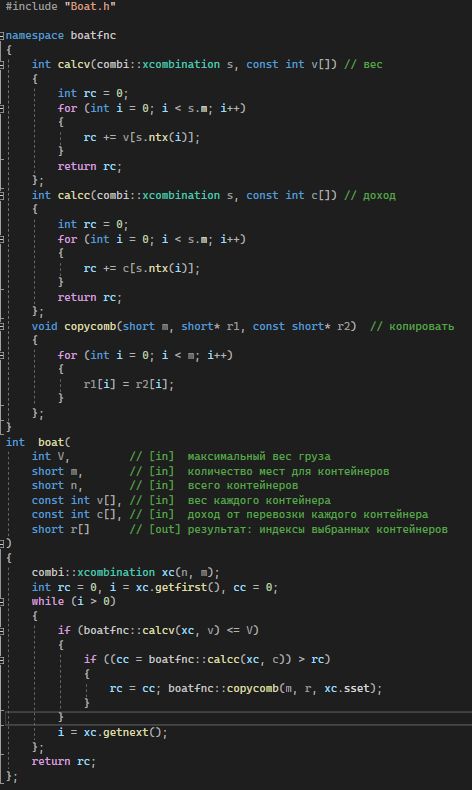 #include "Boat.h"
namespace boatfnc
{
int calcv(combi::xcombination s, const int v[]) // вес
{
int rc = 0;
for (int i = 0; i < s.m; i++)
{
rc += v[s.ntx(i)];
}
return rc;
};
int calcc(combi::xcombination s, const int c[]) // доход
{
int rc = 0;
for (int i = 0; i < s.m; i++)
{
rc += c[s.ntx(i)];
}
return rc;
};
void copycomb(short m, short* r1, const short* r2)  // копировать
{
for (int i = 0; i < m; i++)
{
r1[i] = r2[i];
}
};
}
int  boat(
int V,         // [in]  максимальный вес груза
short m,       // [in]  количество мест для контейнеров
short n,       // [in]  всего контейнеров
const int v[], // [in]  вес каждого контейнера
const int c[], // [in]  доход от перевозки каждого контейнера
short r[]      // [out] результат: индексы выбранных контейнеров
)
{
combi::xcombination xc(n, m);
int rc = 0, i = xc.getfirst(), cc = 0;
while (i > 0)
{
if (boatfnc::calcv(xc, v) <= V)
{
if ((cc = boatfnc::calcc(xc, c)) > rc)
{
rc = cc; boatfnc::copycomb(m, r, xc.sset);
}
}
i = xc.getnext();
};
return rc;
};